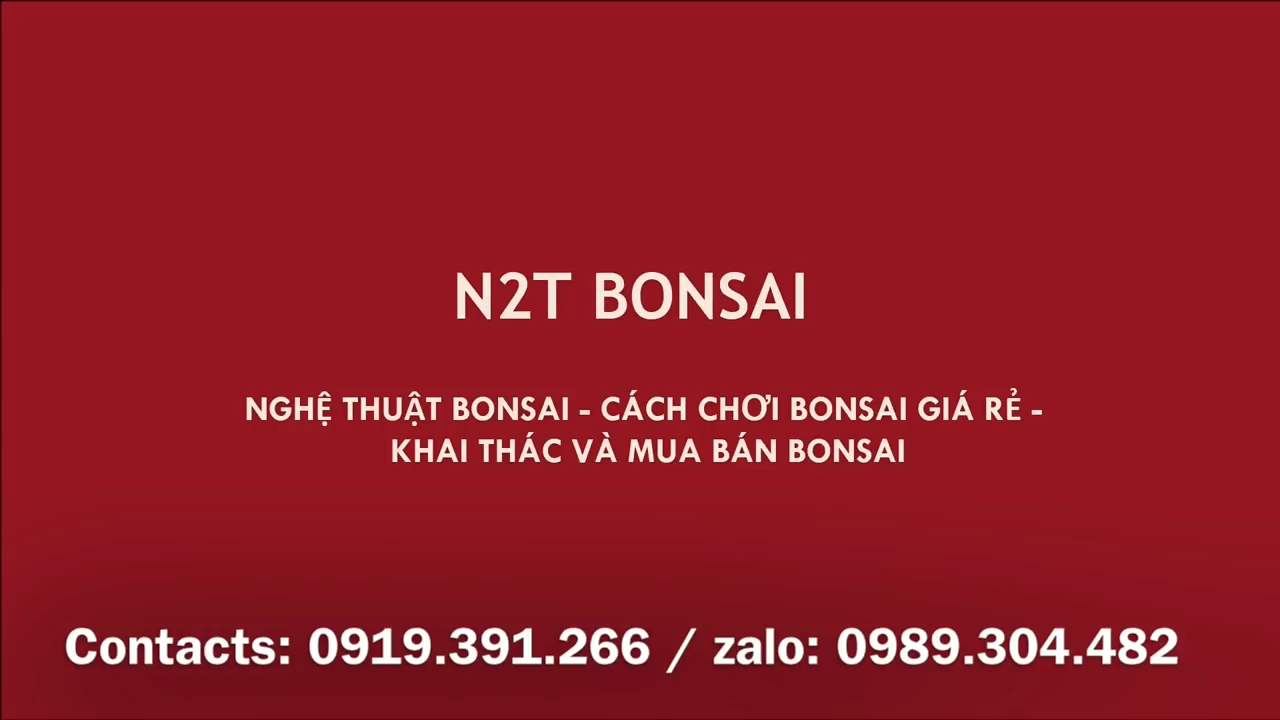 N2T BONSAI
NGHỆ THUẬT BONSAI - CÁCH CHƠI BONSAI GIÁ RẺ -
KHAI THÁC VÀ MUA BÁN BONSAI
Contacts: 0919.391.266 / zalo: 0989.304.482